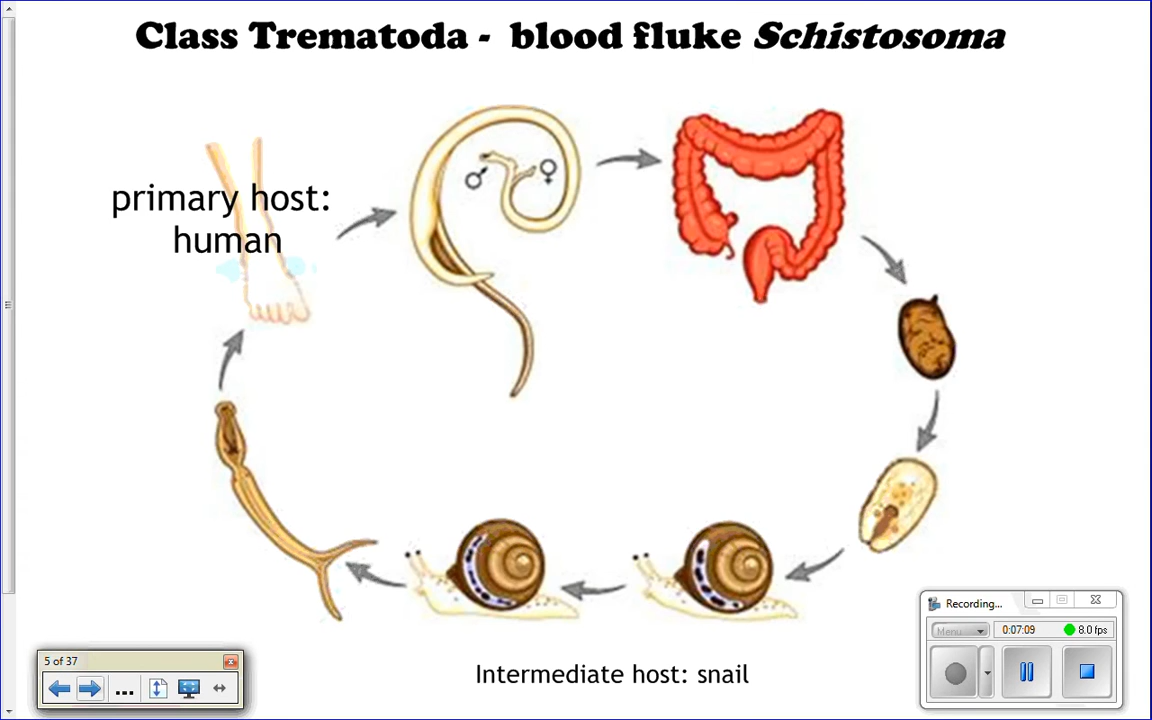 Class Trematoda - blood fluke Schistosoma
primary host:
human
♂ ♀
Intermediate host: snail
Recording...
Menu
0:07:09
8.0 fps
5 of 37
...